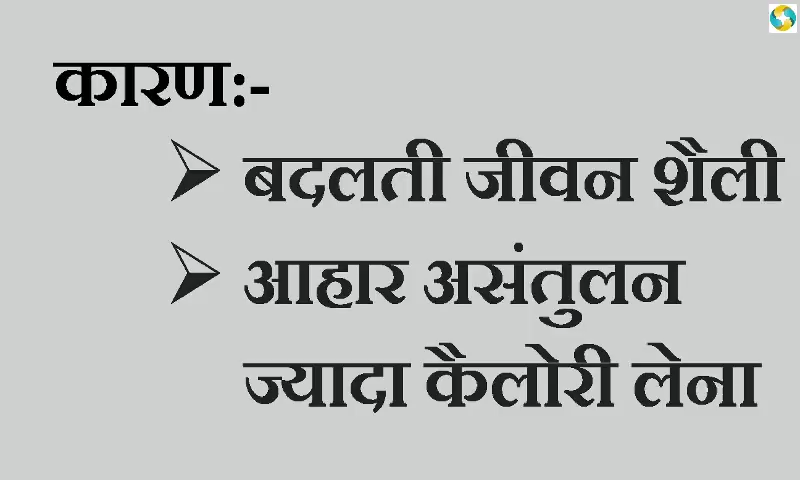 कारण:-
➢ बदलती जीवन शैली
➢ आहार असंतुलन
ज्यादा कैलोरी लेना